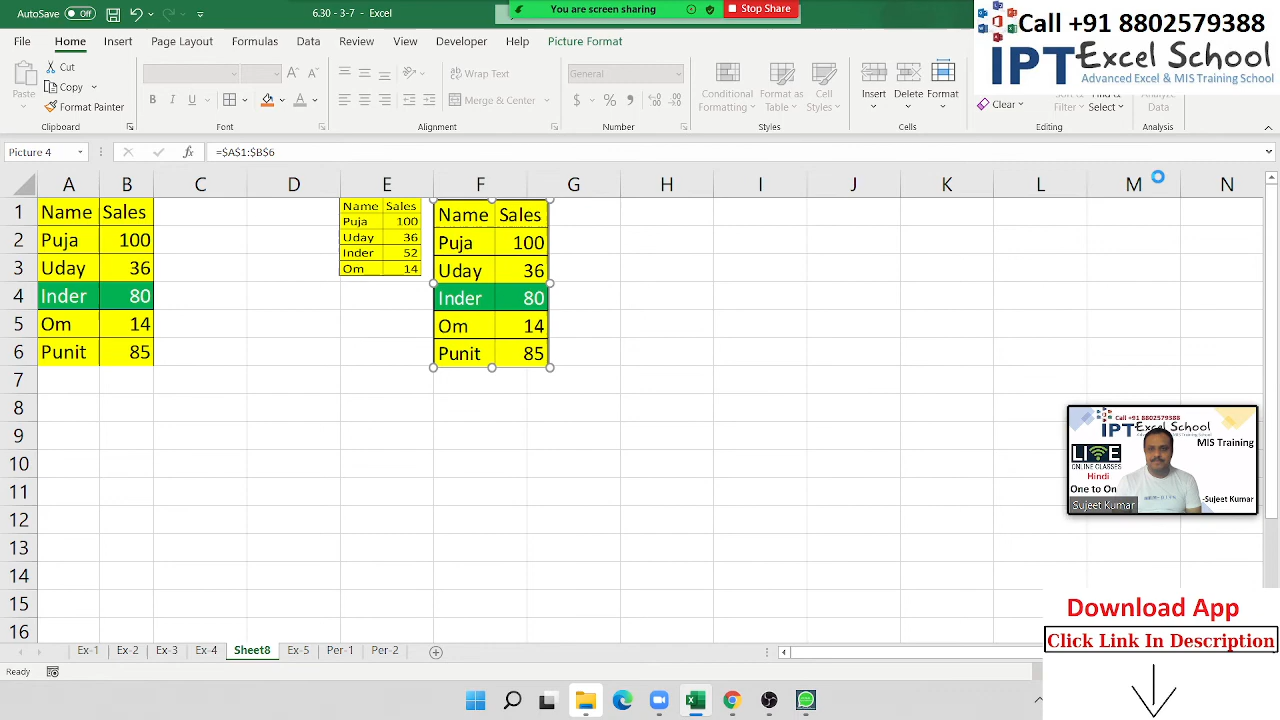 AutoSave Off 6.30 - 3-7 - Excel You are screen sharing Stop Share
Call +91 8802579388
IPT Excel School
Advanced Excel & MIS Training School
File Home Insert Page Layout Formulas Data Review View Developer Help Picture Format
Cut
Copy
Format Painter
Paste
Wrap Text
Merge & Center
General
Conditional Formatting
Format as Table
Cell Styles
Insert Delete Format
Clear
Filter
Select
Analyze Data
Clipboard Font Alignment Number Styles Cells Editing Analysis
Picture 4 fx =$A$1:$B$6
A B C D E F G H I J K L M N
1 Name Sales Name Sales Name Sales
2 Puja 100 Puja 100 Puja 100
3 Uday 36 Uday 36 Uday 36
4 Inder 80 Inder 52 Inder 80
5 Om 14 Om 14 Om 14
6 Punit 85 Punit 85
7
8
9
10
11
12
13
14
15
16
Call +91 8802579388
IPT Excel School
MIS Training
LIVE
ONLINE CLASSES
Hindi
One to On
Sujeet Kumar
-Sujeet Kumar
Download App
Click Link In Description
Ex-1 Ex-2 Ex-3 Ex-4 Sheet8 Ex-5 Per-1 Per-2
Ready